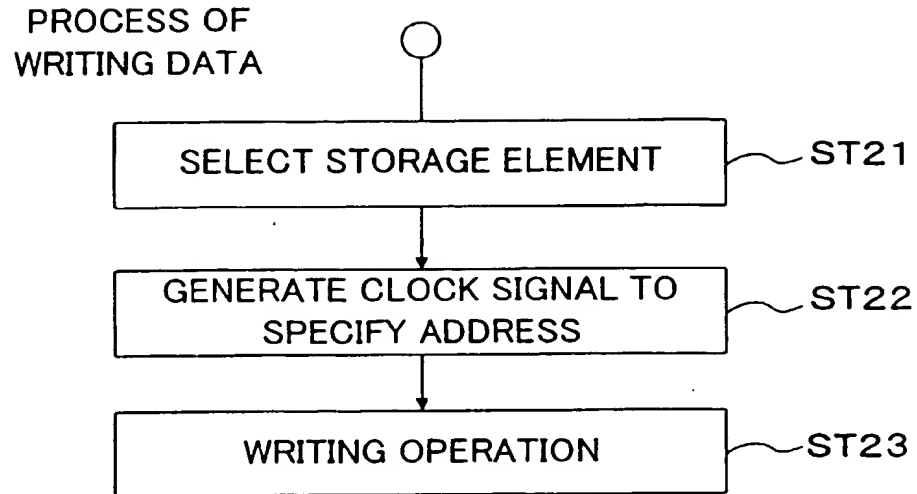 PROCESS OF
WRITING DATA
SELECT STORAGE ELEMENT
ST21
GENERATE CLOCK SIGNAL TO
SPECIFY ADDRESS
ST22
WRITING OPERATION
ST23